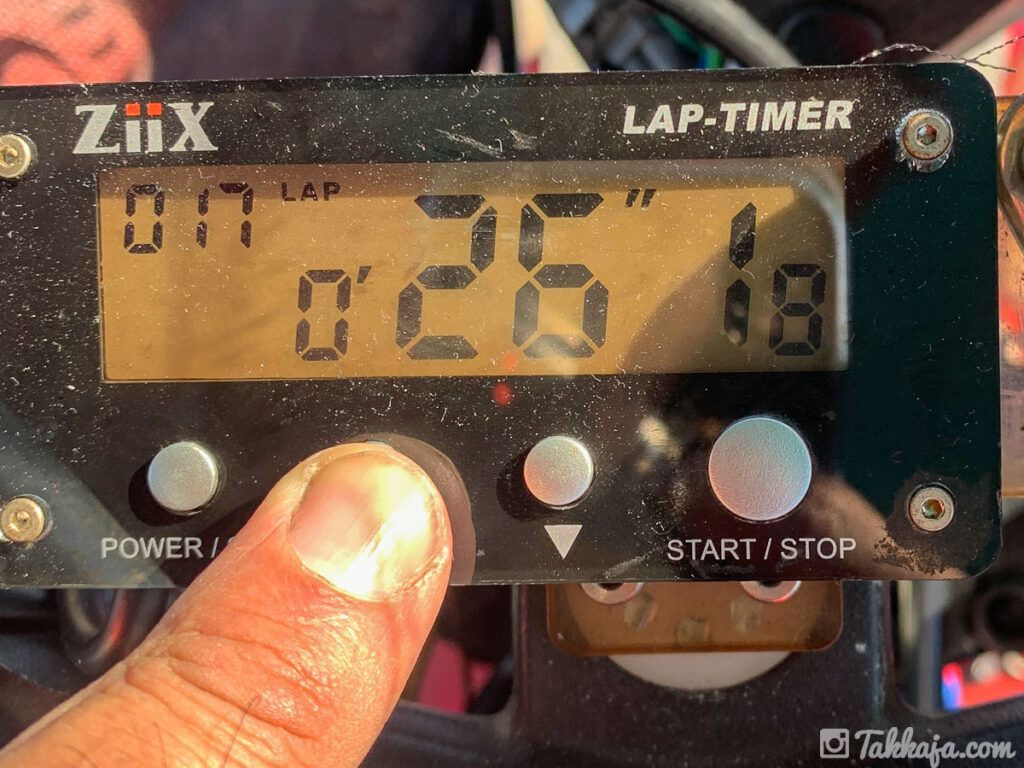 ZiiX LAP-TIMER
017 LAP
0'26"18
POWER /
▼ START / STOP
Takkaja.com